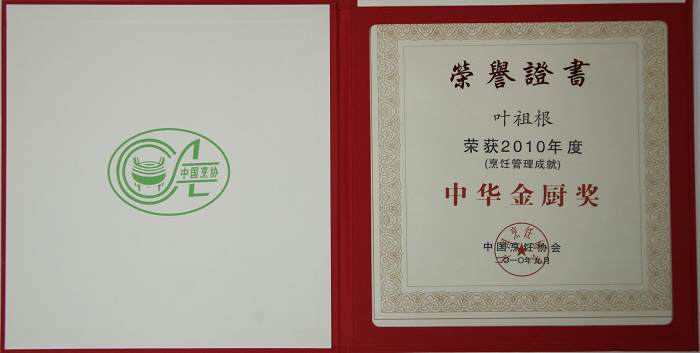 中国烹协
榮譽證書
叶祖根
荣获2010年度
(烹饪管理成就)
中华金厨奖
中国烹饪协会
二〇一〇年九月